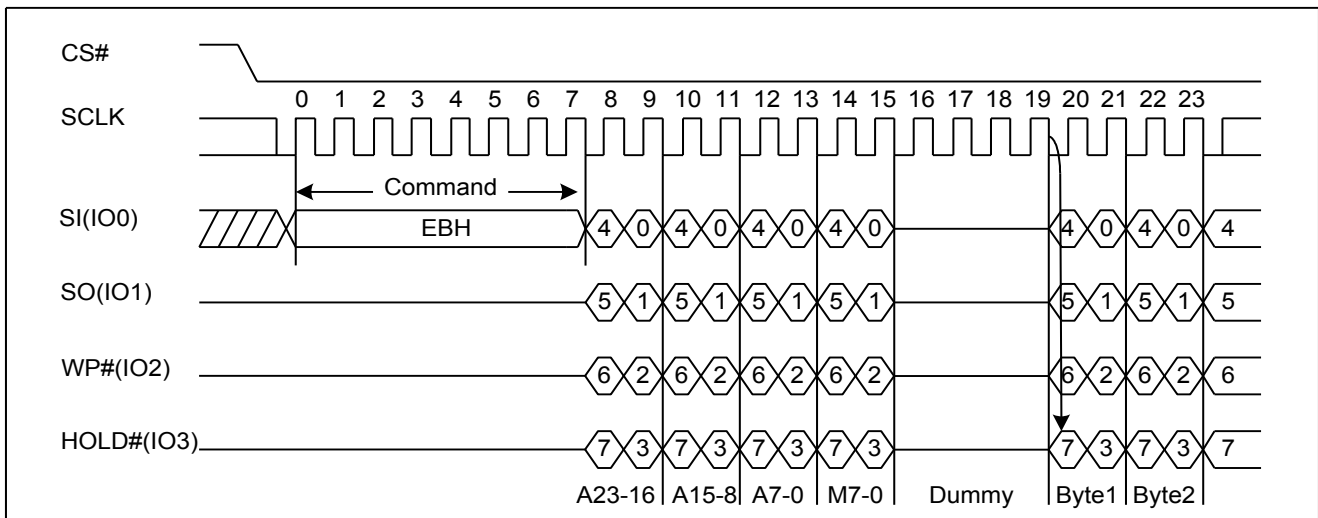 CS#
0 1 2 3 4 5 6 7 8 9 10 11 12 13 14 15 16 17 18 19 20 21 22 23
SCLK
Command
SI(IO0) EBH 4 0 4 0 4 0 4 0 4 0 4 0 4
SO(IO1) 5 1 5 1 5 1 5 1 5 1 5 1 5
WP#(IO2) 6 2 6 2 6 2 6 2 6 2 6 2 6
HOLD#(IO3) 7 3 7 3 7 3 7 3 7 3 7 3 7
A23-16 A15-8 A7-0 M7-0 Dummy Byte1 Byte2